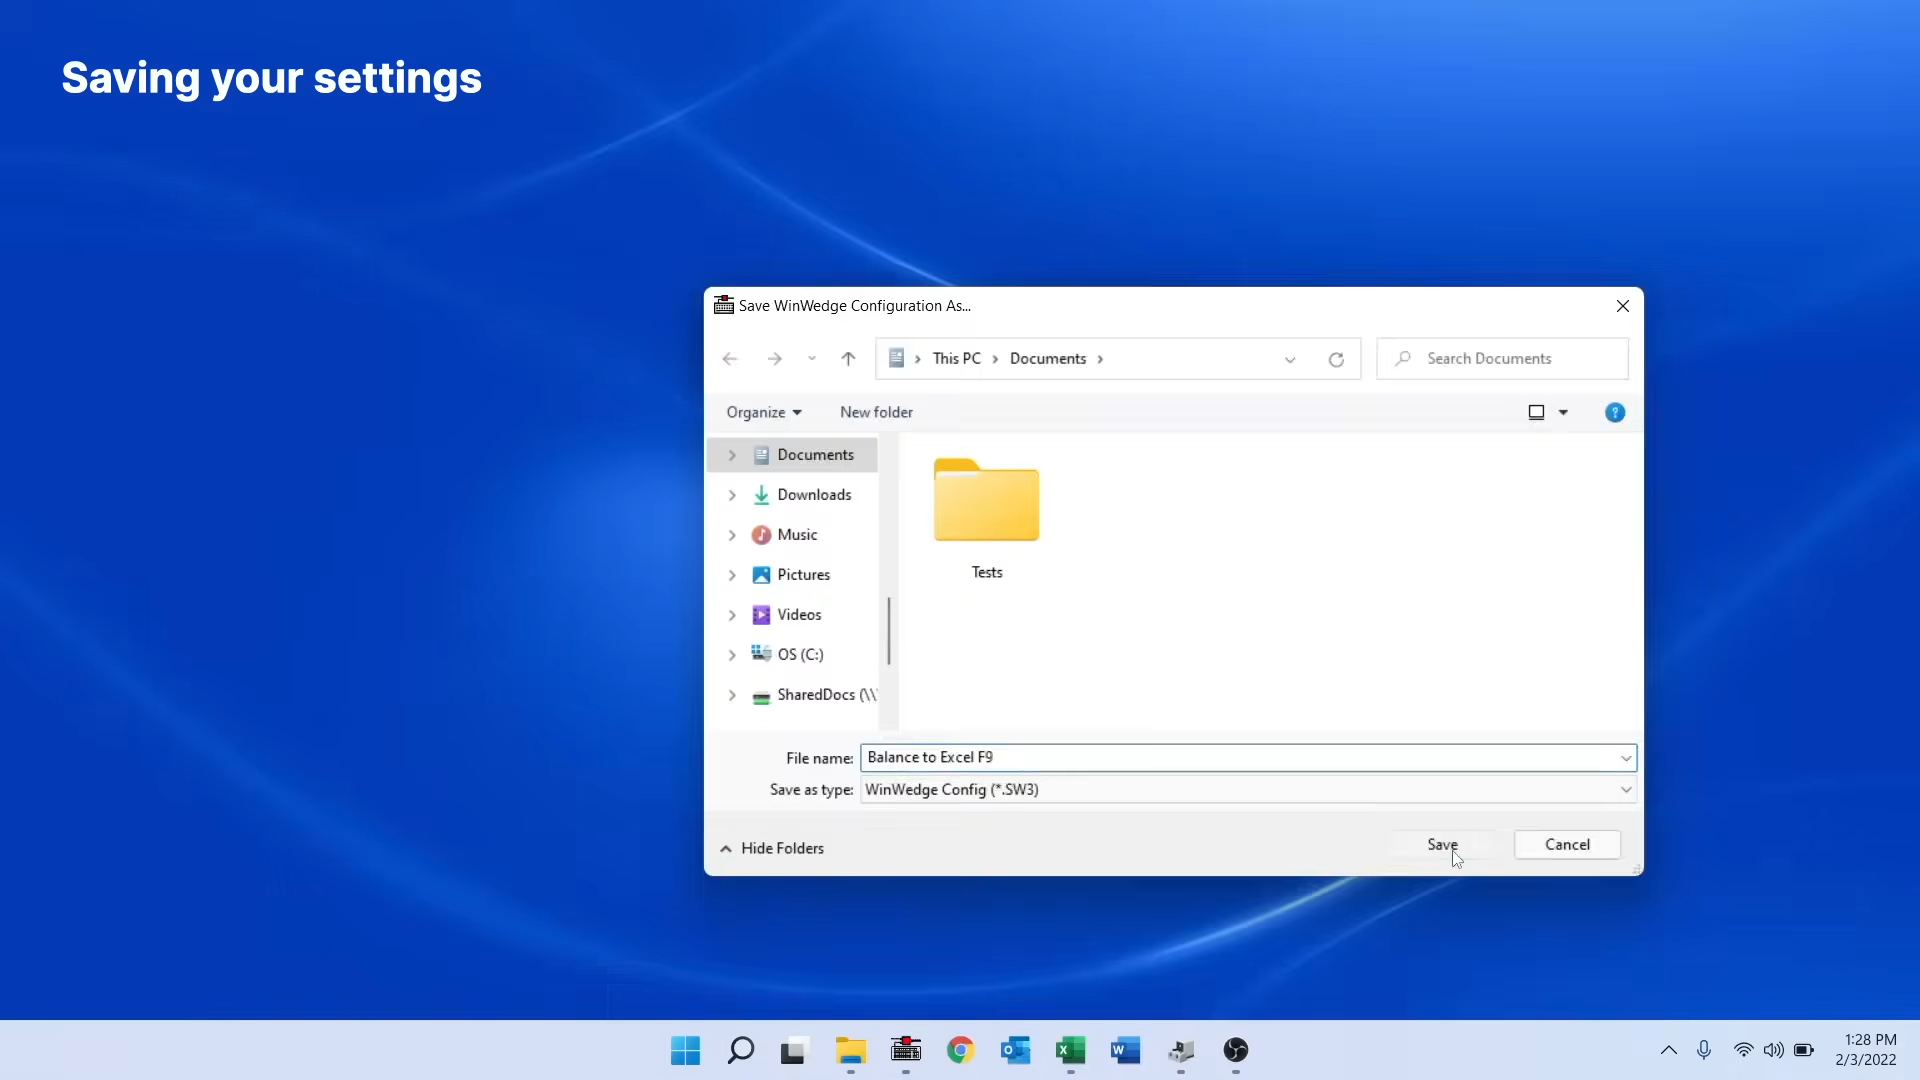 Saving your settings
Save WinWedge Configuration As...
This PC
Documents
Search Documents
Organize
New folder
?
Documents
Downloads
Music
Pictures
Videos
OS (C:)
SharedDocs (\\
Tests
File name: Balance to Excel F9
Save as type: WinWedge Config (*.SW3)
Hide Folders
Save
Cancel
1:28 PM
2/3/2022